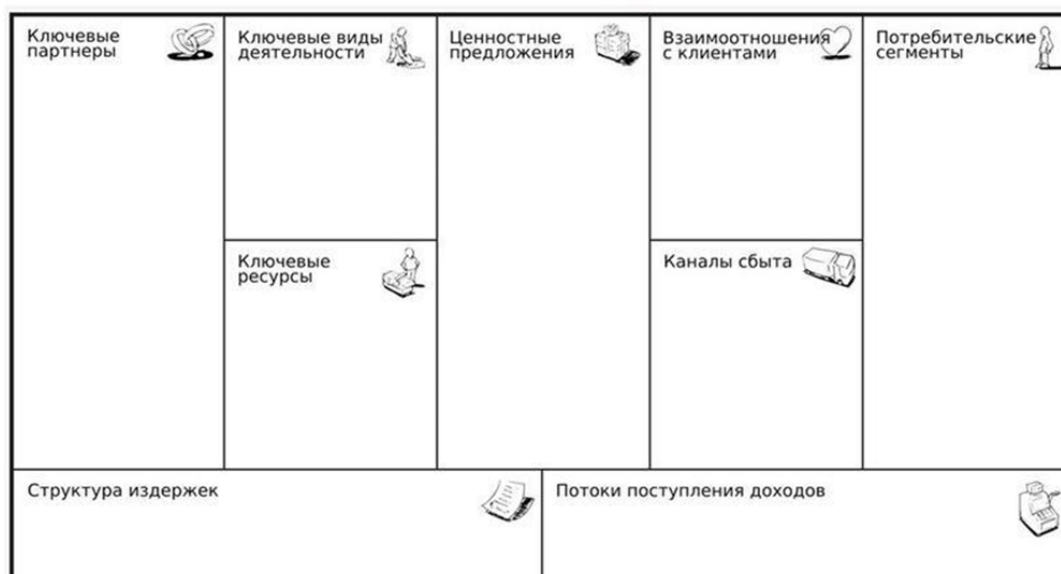 Ключевые
партнеры
Ключевые виды
деятельности
Ключевые
ресурсы
Ценностные
предложения
Взаимоотношения
с клиентами
Каналы сбыта
Потребительские
сегменты
Структура издержек
Потоки поступления доходов